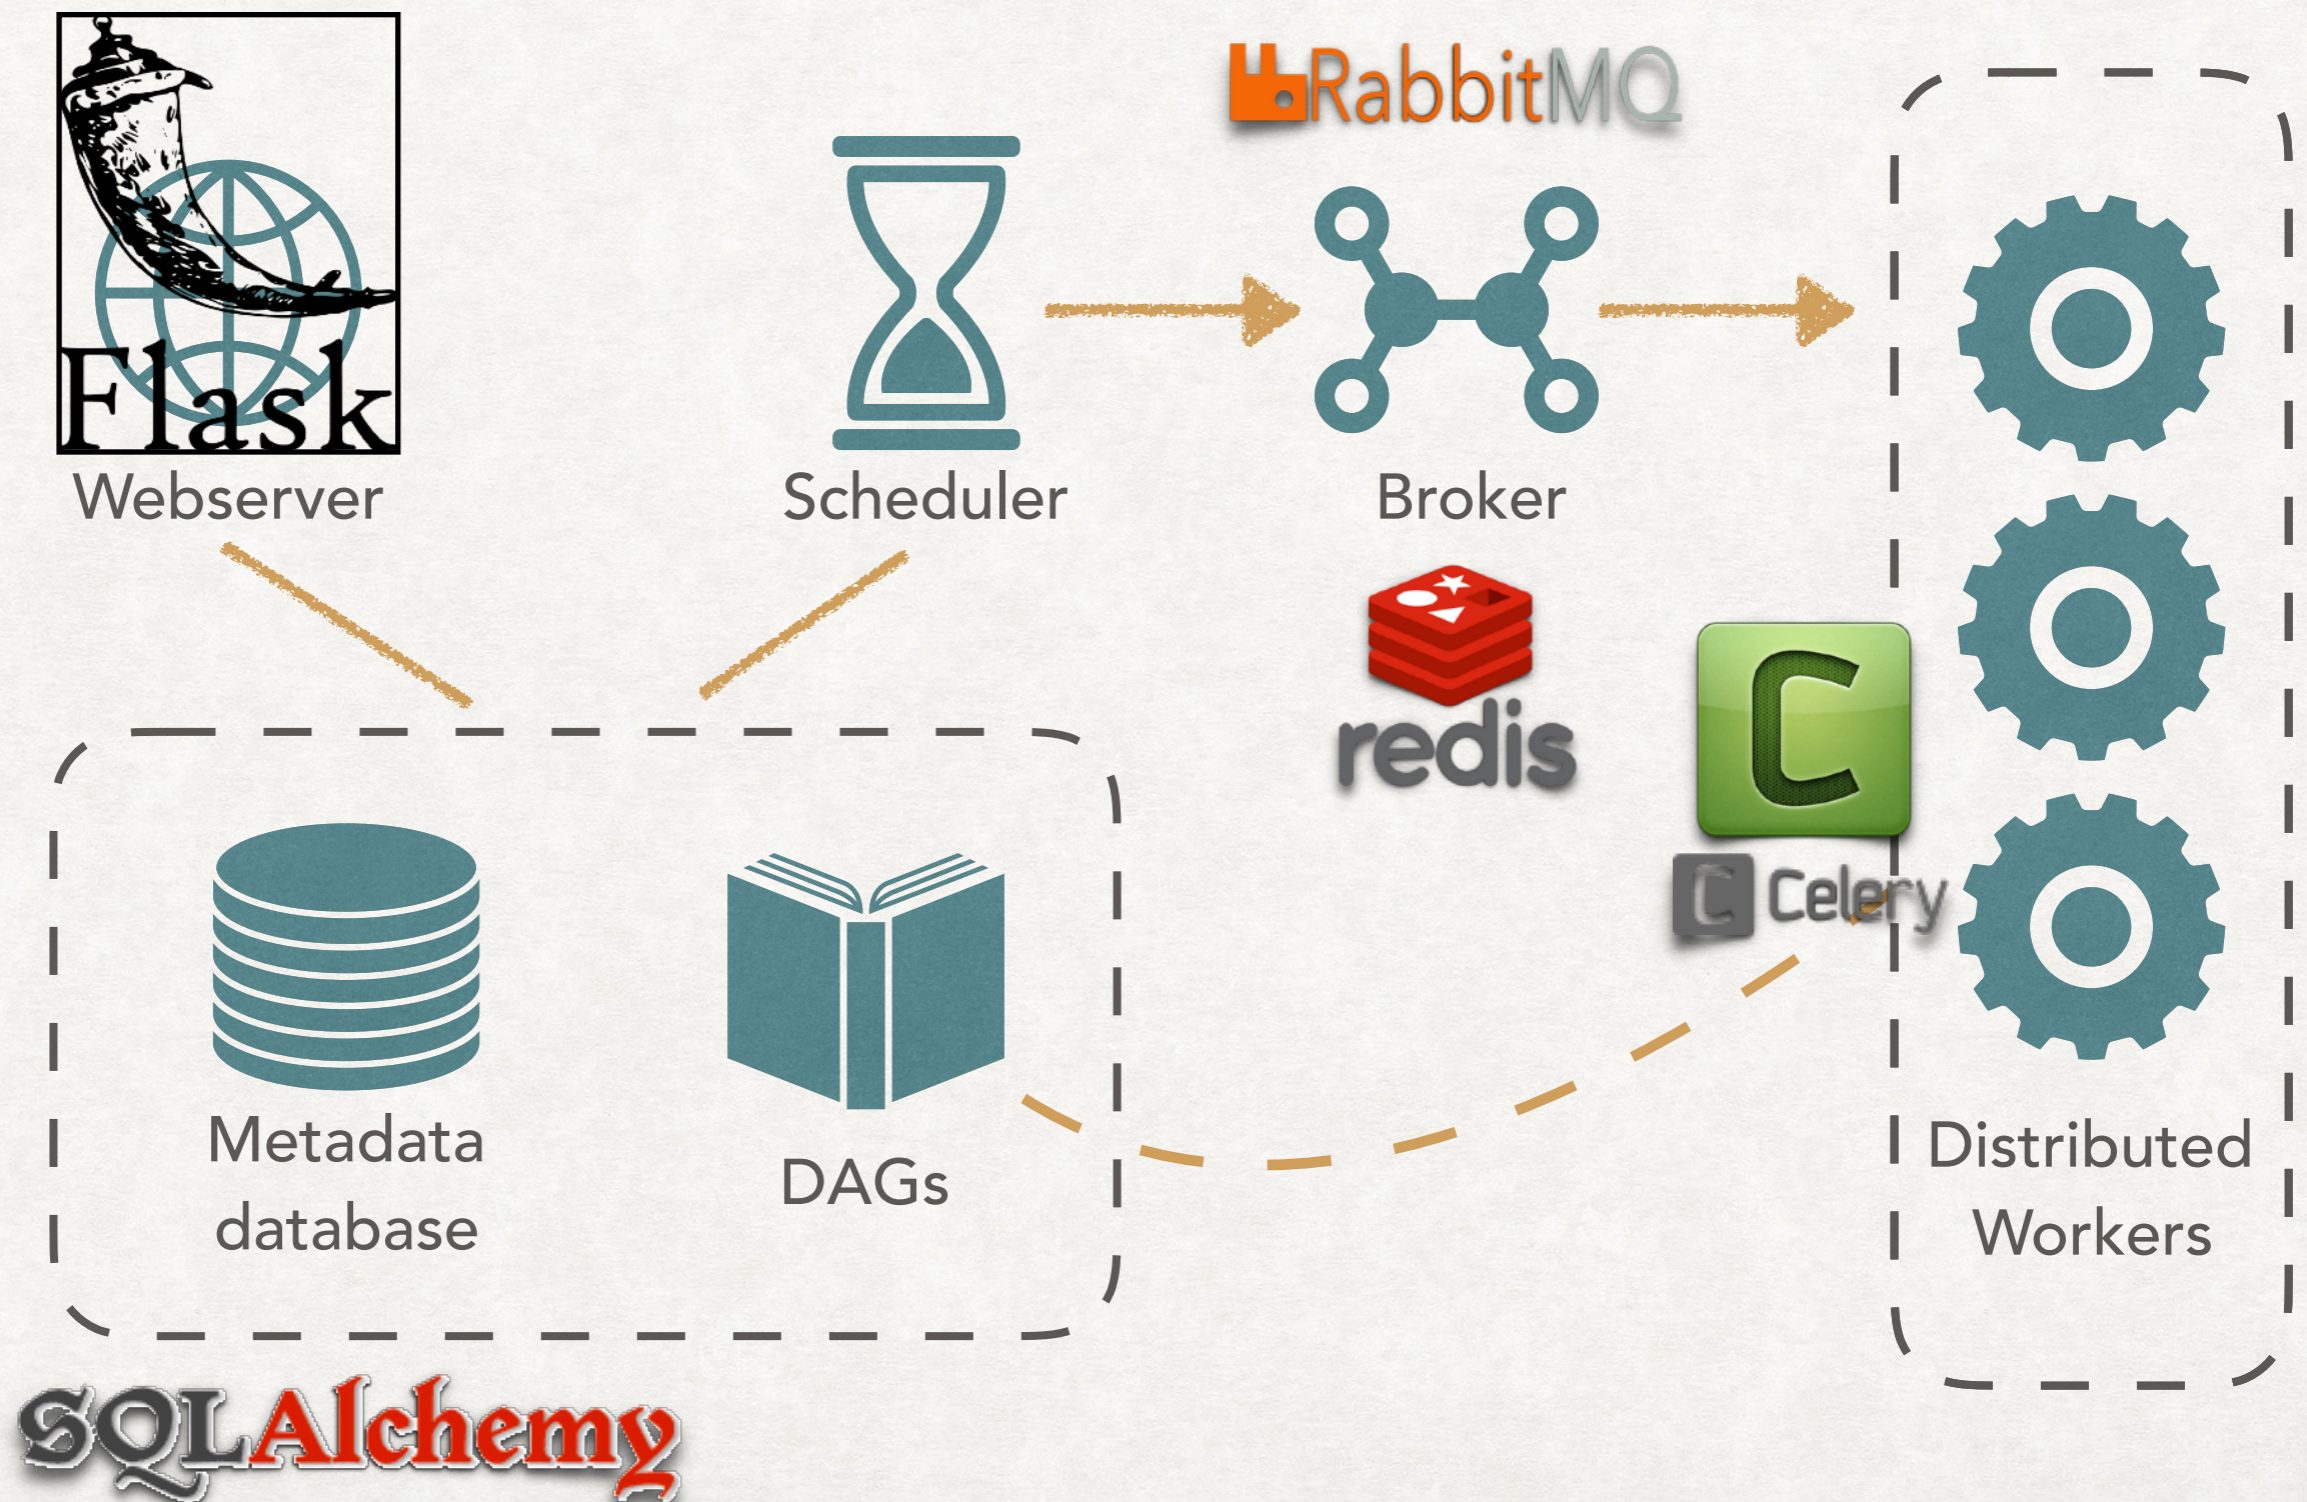 Flask
Webserver
Scheduler
RabbitMQ
Broker
redis
C
C Celery
Metadata
database
DAGs
Distributed
Workers
SQLAlchemy